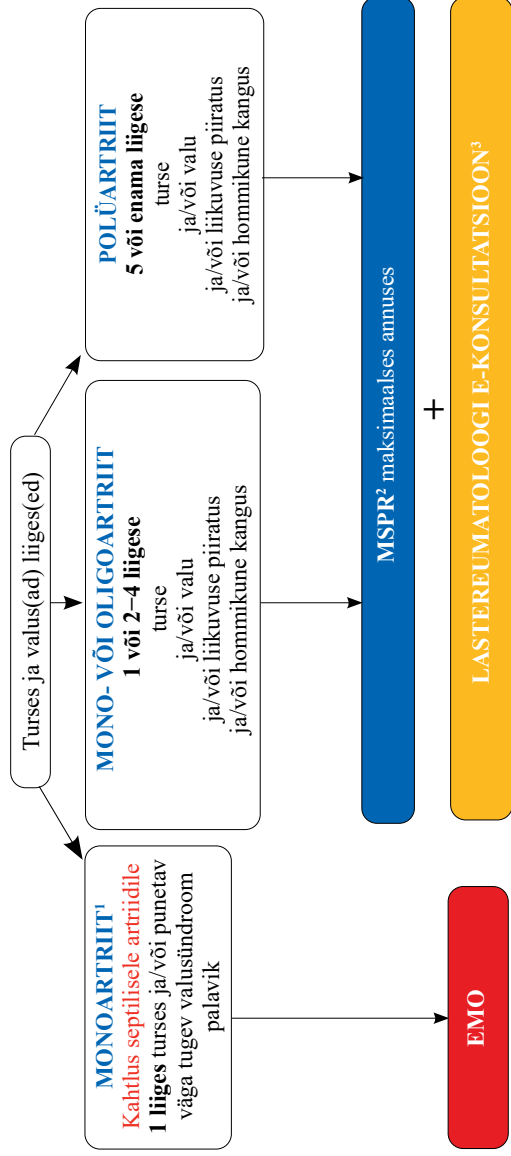 Turses ja valus(ad) liiges(ed)
MONOARTRIIT¹
Kahtlus septilisele artriidile
1 liiges turses ja/või punetav
väga tugev valusündroom
palavik
MONO- VÕI OLIGOARTRIIT
1 või 2–4 liigese
turse
ja/või valu
ja/või liikuvuse piiratus
ja/või hommikune kangus
POLÜARTRIIT
5 või enama liigese
turse
ja/või valu
ja/või liikuvuse piiratus
ja/või hommikune kangus
EMO
MSPR² maksimaalses annuses
+
LASTEREUMATOLOOGI E-KONSULTATSIOON³